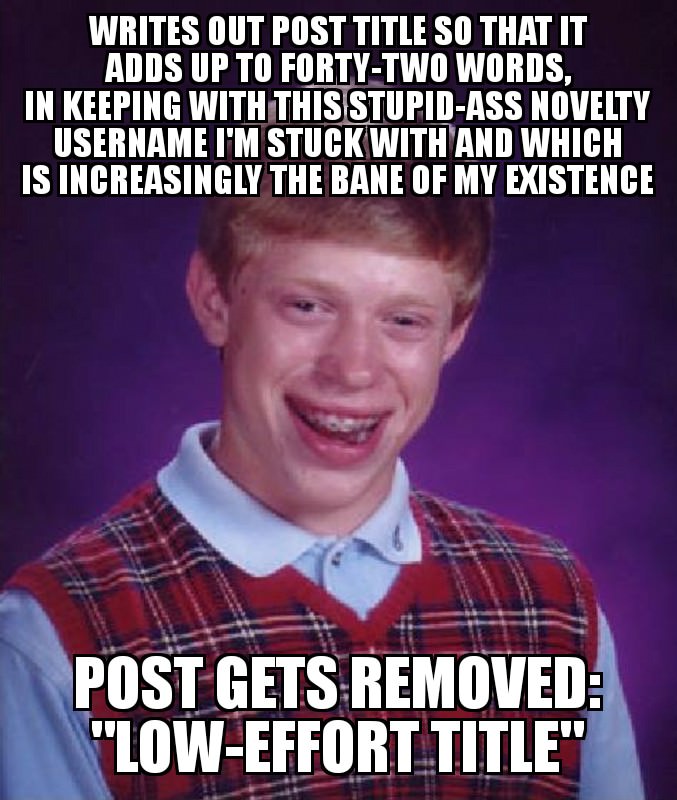 WRITES OUT POST TITLE SO THAT IT
ADDS UP TO FORTY-TWO WORDS,
IN KEEPING WITH THIS STUPID-ASS NOVELTY
USERNAME I'M STUCK WITH AND WHICH
IS INCREASINGLY THE BANE OF MY EXISTENCE
POST GETS REMOVED:
"LOW-EFFORT TITLE"